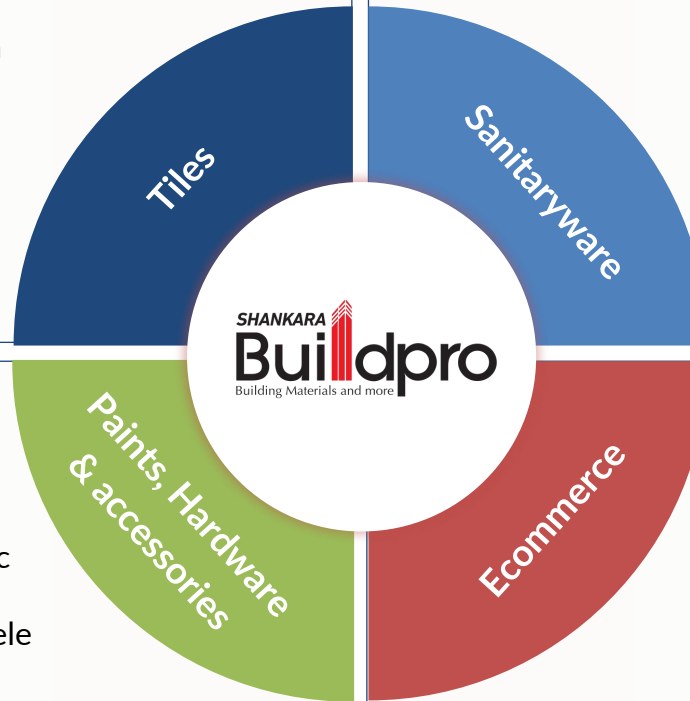 Tiles
Sanitaryware
SHANKARA
Buildpro
Building Materials and more
Paints, Hardware
& accessories
Ecommerce